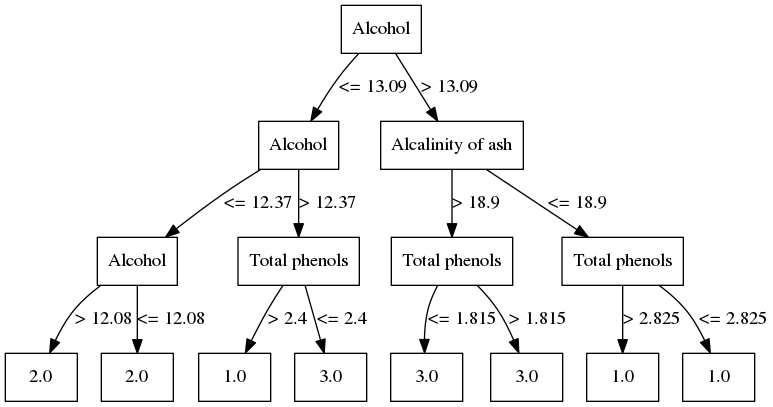 Alcohol
<= 13.09 > 13.09
Alcohol Alcalinity of ash
<= 12.37 > 12.37 > 18.9 <= 18.9
Alcohol Total phenols Total phenols Total phenols
> 12.08 <= 12.08 > 2.4 <= 2.4 <= 1.815 > 1.815 > 2.825 <= 2.825
2.0 2.0 1.0 3.0 3.0 3.0 1.0 1.0